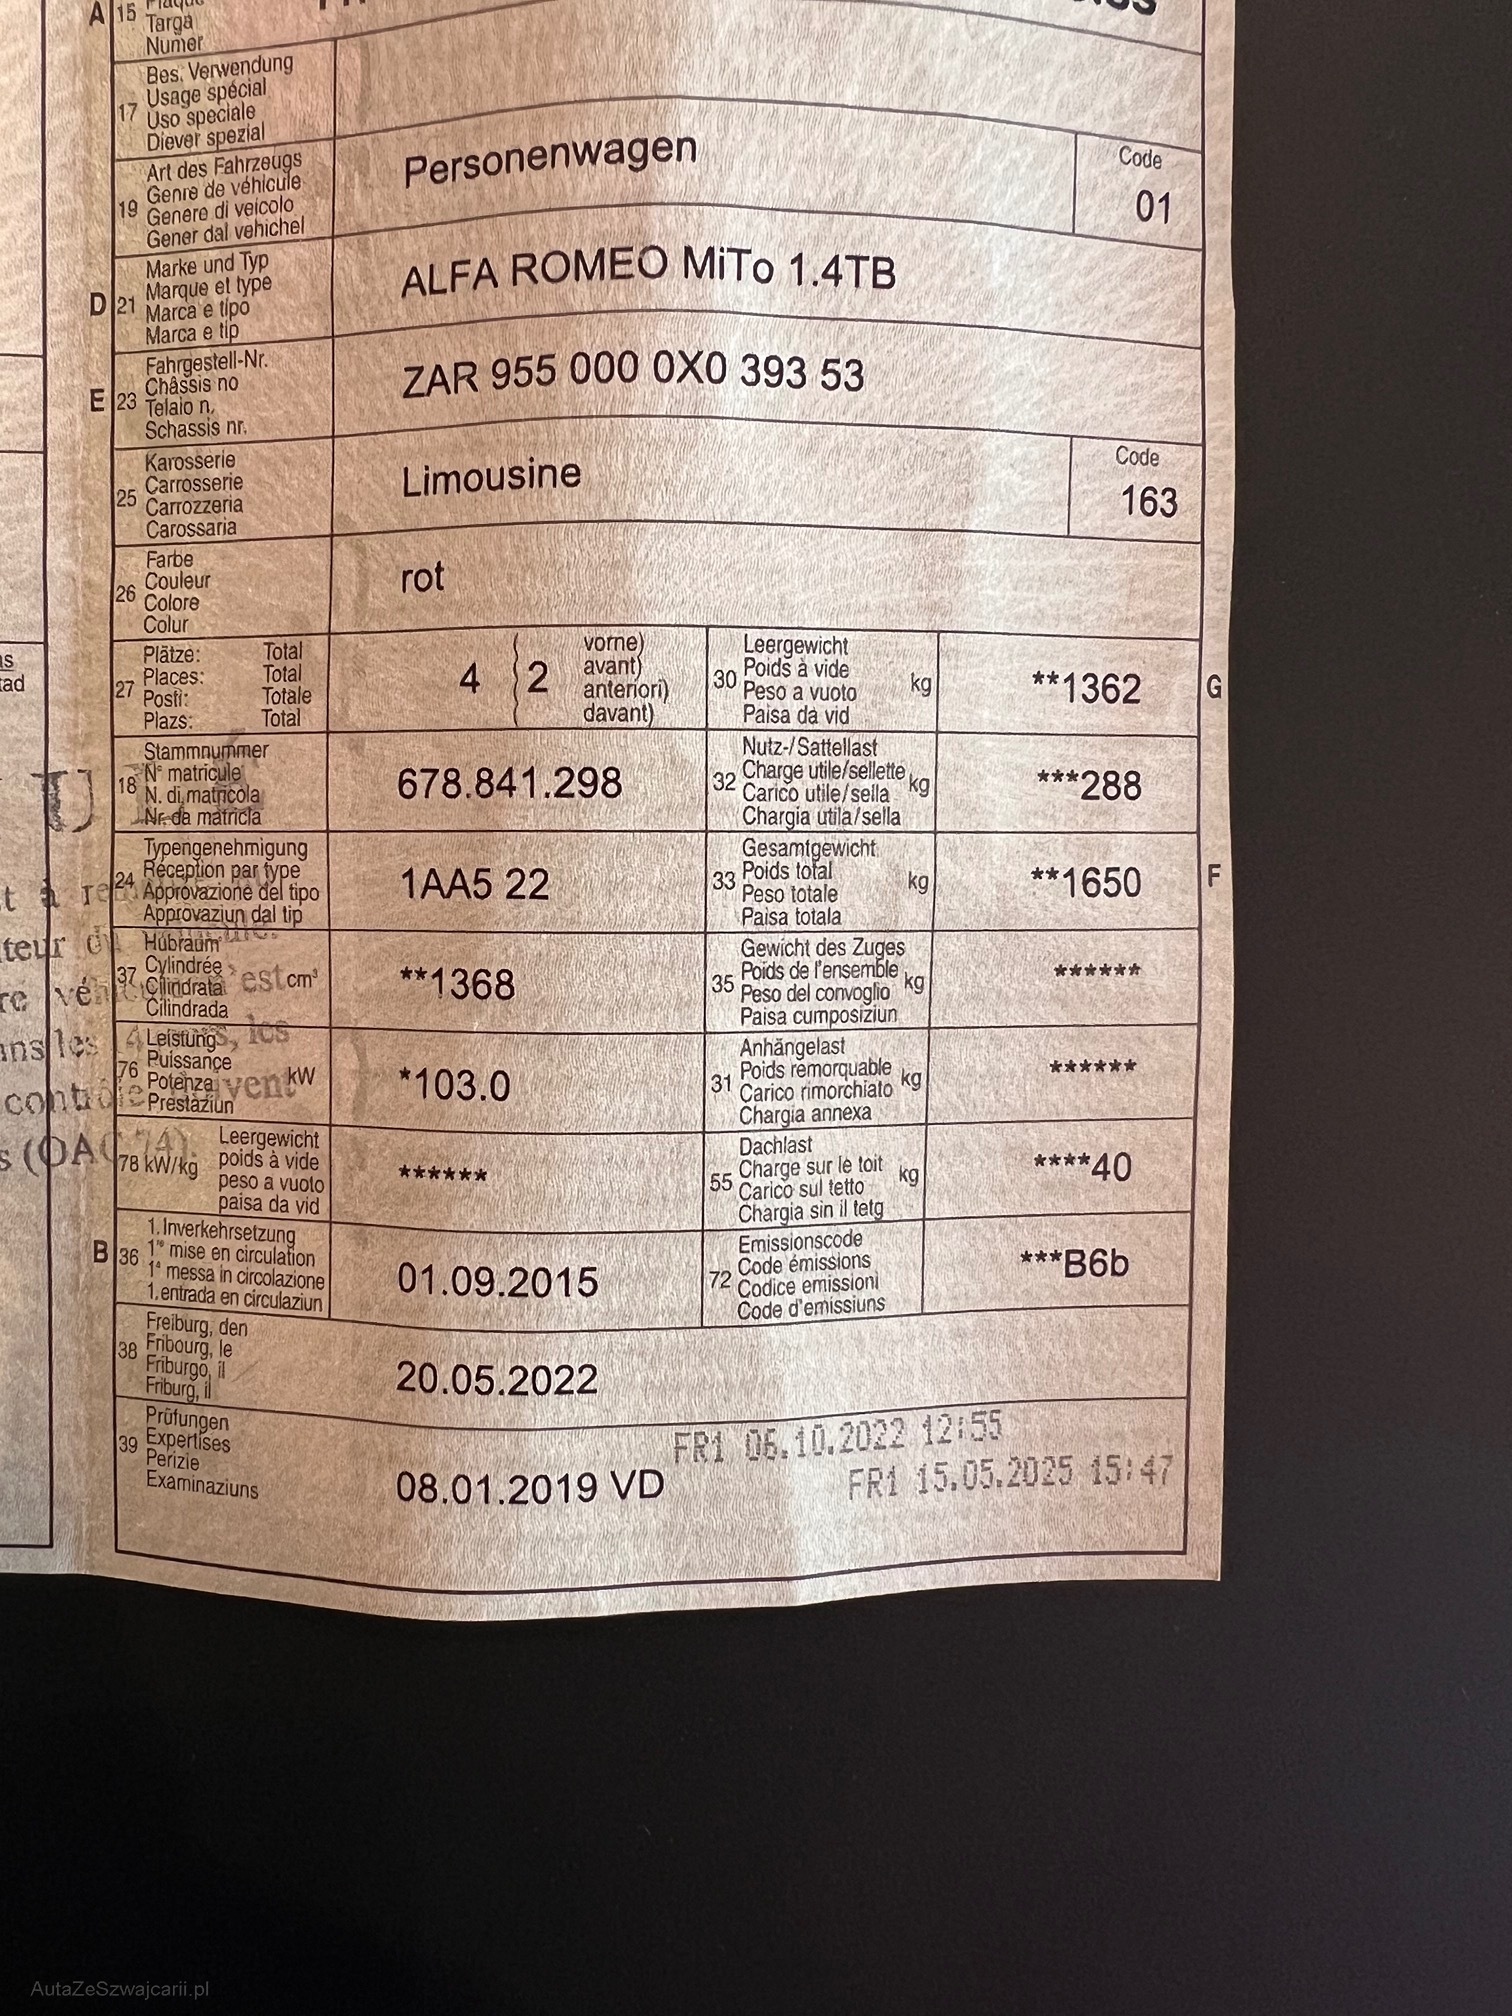 A 15
Targa
Numer
17 Bes. Verwendung
Usage spécial
Uso speciale
Diever spezial
19 Art des Fahrzeugs
Genre de véhicule
Genere di veicolo
Gener dal vehichel
Personenwagen
Code
01
D 21 Marke und Typ
Marque et type
Marca e tipo
Marca e tip
ALFA ROMEO MiTo 1.4TB
E 23 Fahrgestell-Nr.
Châssis no
Telaio n.
Schassis nr.
ZAR 955 000 0X0 393 53
25 Karosserie
Carrosserie
Carrozzeria
Carossaria
Limousine
Code
163
26 Farbe
Couleur
Colore
Colur
rot
27 Plätze: Total
Places: Total
Posti: Totale
Plazs: Total
4 ( 2 vorne)
avant)
anteriori)
davant)
30 Leergewicht
Poids à vide
Peso a vuoto kg
Paisa da vid
**1362
G
18 Stammnummer
N° matricule
N. di matricola
Nr. da matricla
678.841.298
32 Nutz-/Sattellast
Charge utile/sellette kg
Carico utile/sella
Chargia utila/sella
***288
24 Typengenehmigung
Réception par type
Approvazione del tipo
Approvaziun dal tip
1AA5 22
33 Gesamtgewicht
Poids total kg
Peso totale
Paisa totala
**1650
F
37 Hubraum
Cylindrée
Cilindrata cm³
Cilindrada
**1368
35 Gewicht des Zuges
Poids de l'ensemble kg
Peso del convoglio
Paisa cumposiziun
******
76 Leistung
Puissance
Potenza kW
Prestaziun
*103.0
31 Anhängelast
Poids remorquable kg
Carico rimorchiato
Chargia annexa
******
78 kW/kg Leergewicht
poids à vide
peso a vuoto
paisa da vid
******
55 Dachlast
Charge sur le toit kg
Carico sul tetto
Chargia sin il tetg
****40
B 36 1. Inverkehrsetzung
1re mise en circulation
1a messa in circolazione
1. entrada en circulaziun
01.09.2015
72 Emissionscode
Code émissions
Codice emissioni
Code d'emissiuns
***B6b
38 Freiburg, den
Fribourg, le
Friburgo, il
Friburg, il
20.05.2022
39 Prüfungen
Expertises
Perizie
Examinaziuns
08.01.2019 VD
FR1 06.10.2022 12:55
FR1 15.05.2025 15:47
AutaZeSzwajcarii.pl